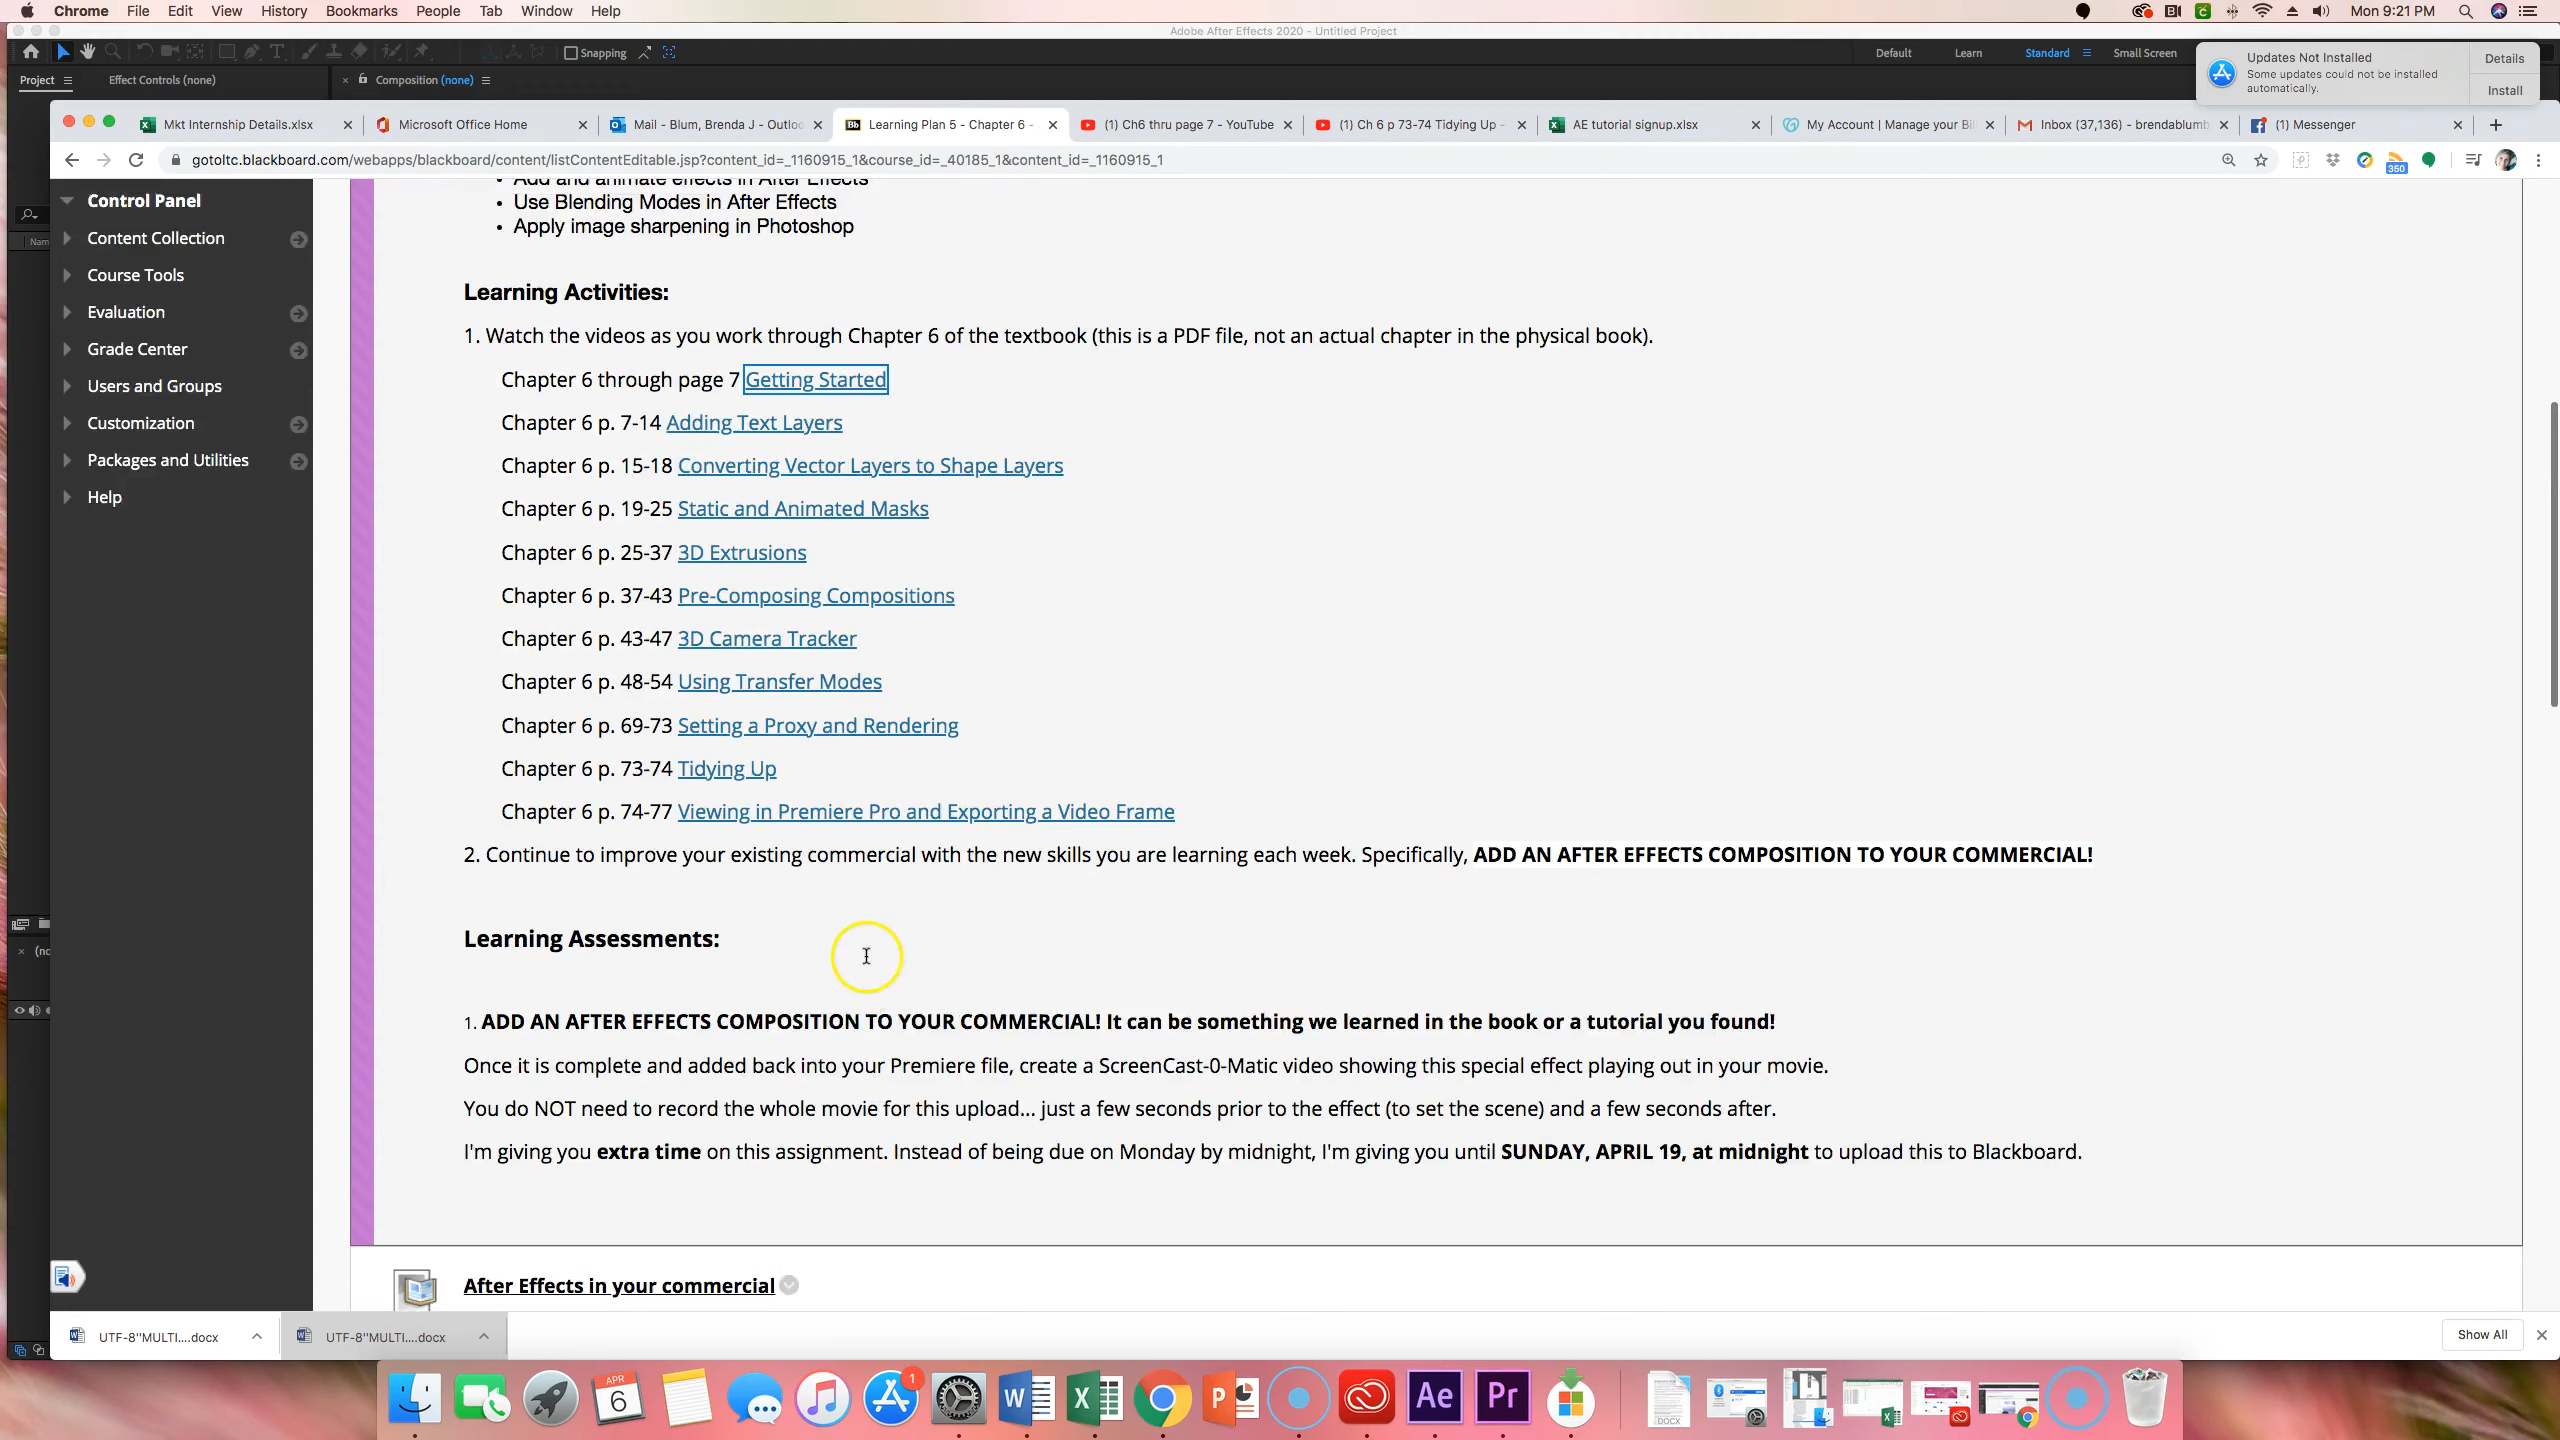 Chrome File Edit View History Bookmarks People Tab Window Help
Mon 9:21 PM
Adobe After Effects 2020 - Untitled Project
Snapping
Default Learn Standard Small Screen
Project Effect Controls (none) Composition (none)
Updates Not Installed
Some updates could not be installed automatically.
Details
Install
Mkt Internship Details.xlsx
Microsoft Office Home
Mail - Blum, Brenda J - Outloo
Learning Plan 5 - Chapter 6 -
(1) Ch6 thru page 7 - YouTube
(1) Ch 6 p 73-74 Tidying Up -
AE tutorial signup.xlsx
My Account | Manage your Bil
Inbox (37,136) - brendablumb
(1) Messenger
gotoltc.blackboard.com/webapps/blackboard/content/listContentEditable.jsp?content_id=_1160915_1&course_id=_40185_1&content_id=_1160915_1
350
Control Panel
Content Collection
Course Tools
Evaluation
Grade Center
Users and Groups
Customization
Packages and Utilities
Help
• Add and animate effects in After Effects
• Use Blending Modes in After Effects
• Apply image sharpening in Photoshop
Learning Activities:
1. Watch the videos as you work through Chapter 6 of the textbook (this is a PDF file, not an actual chapter in the physical book).
Chapter 6 through page 7 Getting Started
Chapter 6 p. 7-14 Adding Text Layers
Chapter 6 p. 15-18 Converting Vector Layers to Shape Layers
Chapter 6 p. 19-25 Static and Animated Masks
Chapter 6 p. 25-37 3D Extrusions
Chapter 6 p. 37-43 Pre-Composing Compositions
Chapter 6 p. 43-47 3D Camera Tracker
Chapter 6 p. 48-54 Using Transfer Modes
Chapter 6 p. 69-73 Setting a Proxy and Rendering
Chapter 6 p. 73-74 Tidying Up
Chapter 6 p. 74-77 Viewing in Premiere Pro and Exporting a Video Frame
2. Continue to improve your existing commercial with the new skills you are learning each week. Specifically, ADD AN AFTER EFFECTS COMPOSITION TO YOUR COMMERCIAL!
Learning Assessments:
1. ADD AN AFTER EFFECTS COMPOSITION TO YOUR COMMERCIAL! It can be something we learned in the book or a tutorial you found!
Once it is complete and added back into your Premiere file, create a ScreenCast-0-Matic video showing this special effect playing out in your movie.
You do NOT need to record the whole movie for this upload... just a few seconds prior to the effect (to set the scene) and a few seconds after.
I'm giving you extra time on this assignment. Instead of being due on Monday by midnight, I'm giving you until SUNDAY, APRIL 19, at midnight to upload this to Blackboard.
After Effects in your commercial
UTF-8''MULTI....docx
UTF-8''MULTI....docx
Show All
APR
6
1
W
X
P
Ae
Pr
DOCX